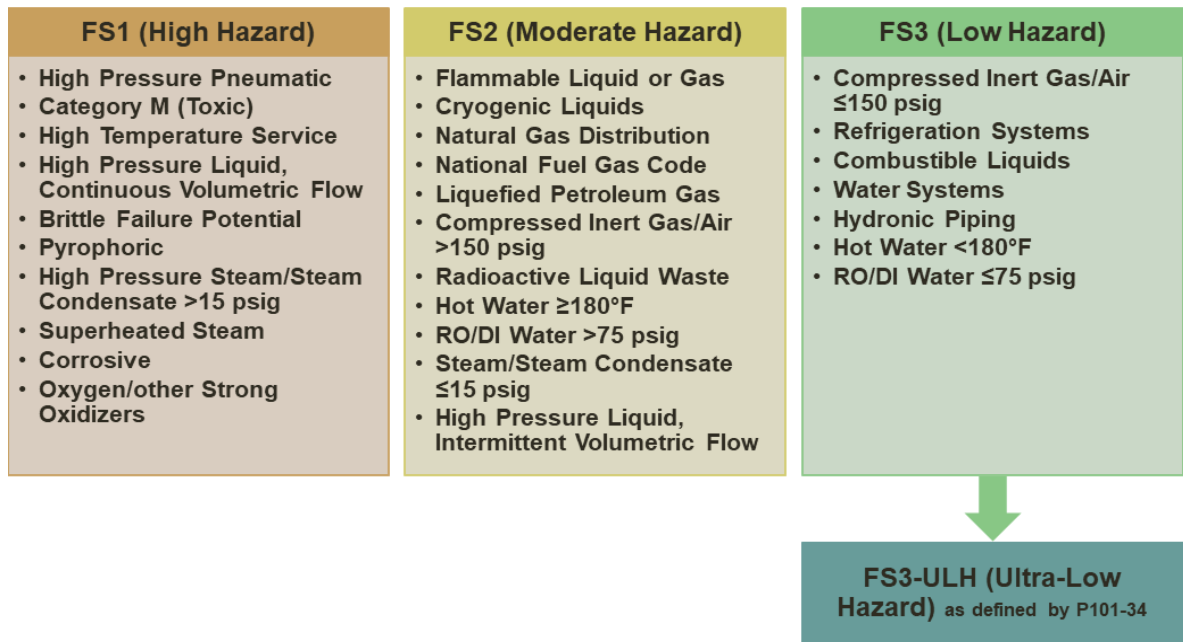 FS1 (High Hazard)
• High Pressure Pneumatic
• Category M (Toxic)
• High Temperature Service
• High Pressure Liquid,
Continuous Volumetric Flow
• Brittle Failure Potential
• Pyrophoric
• High Pressure Steam/Steam
Condensate >15 psig
• Superheated Steam
• Corrosive
• Oxygen/other Strong
Oxidizers
FS2 (Moderate Hazard)
• Flammable Liquid or Gas
• Cryogenic Liquids
• Natural Gas Distribution
• National Fuel Gas Code
• Liquefied Petroleum Gas
• Compressed Inert Gas/Air
>150 psig
• Radioactive Liquid Waste
• Hot Water ≥180°F
• RO/DI Water >75 psig
• Steam/Steam Condensate
≤15 psig
• High Pressure Liquid,
Intermittent Volumetric Flow
FS3 (Low Hazard)
• Compressed Inert Gas/Air
≤150 psig
• Refrigeration Systems
• Combustible Liquids
• Water Systems
• Hydronic Piping
• Hot Water <180°F
• RO/DI Water ≤75 psig
FS3-ULH (Ultra-Low
Hazard) as defined by P101-34